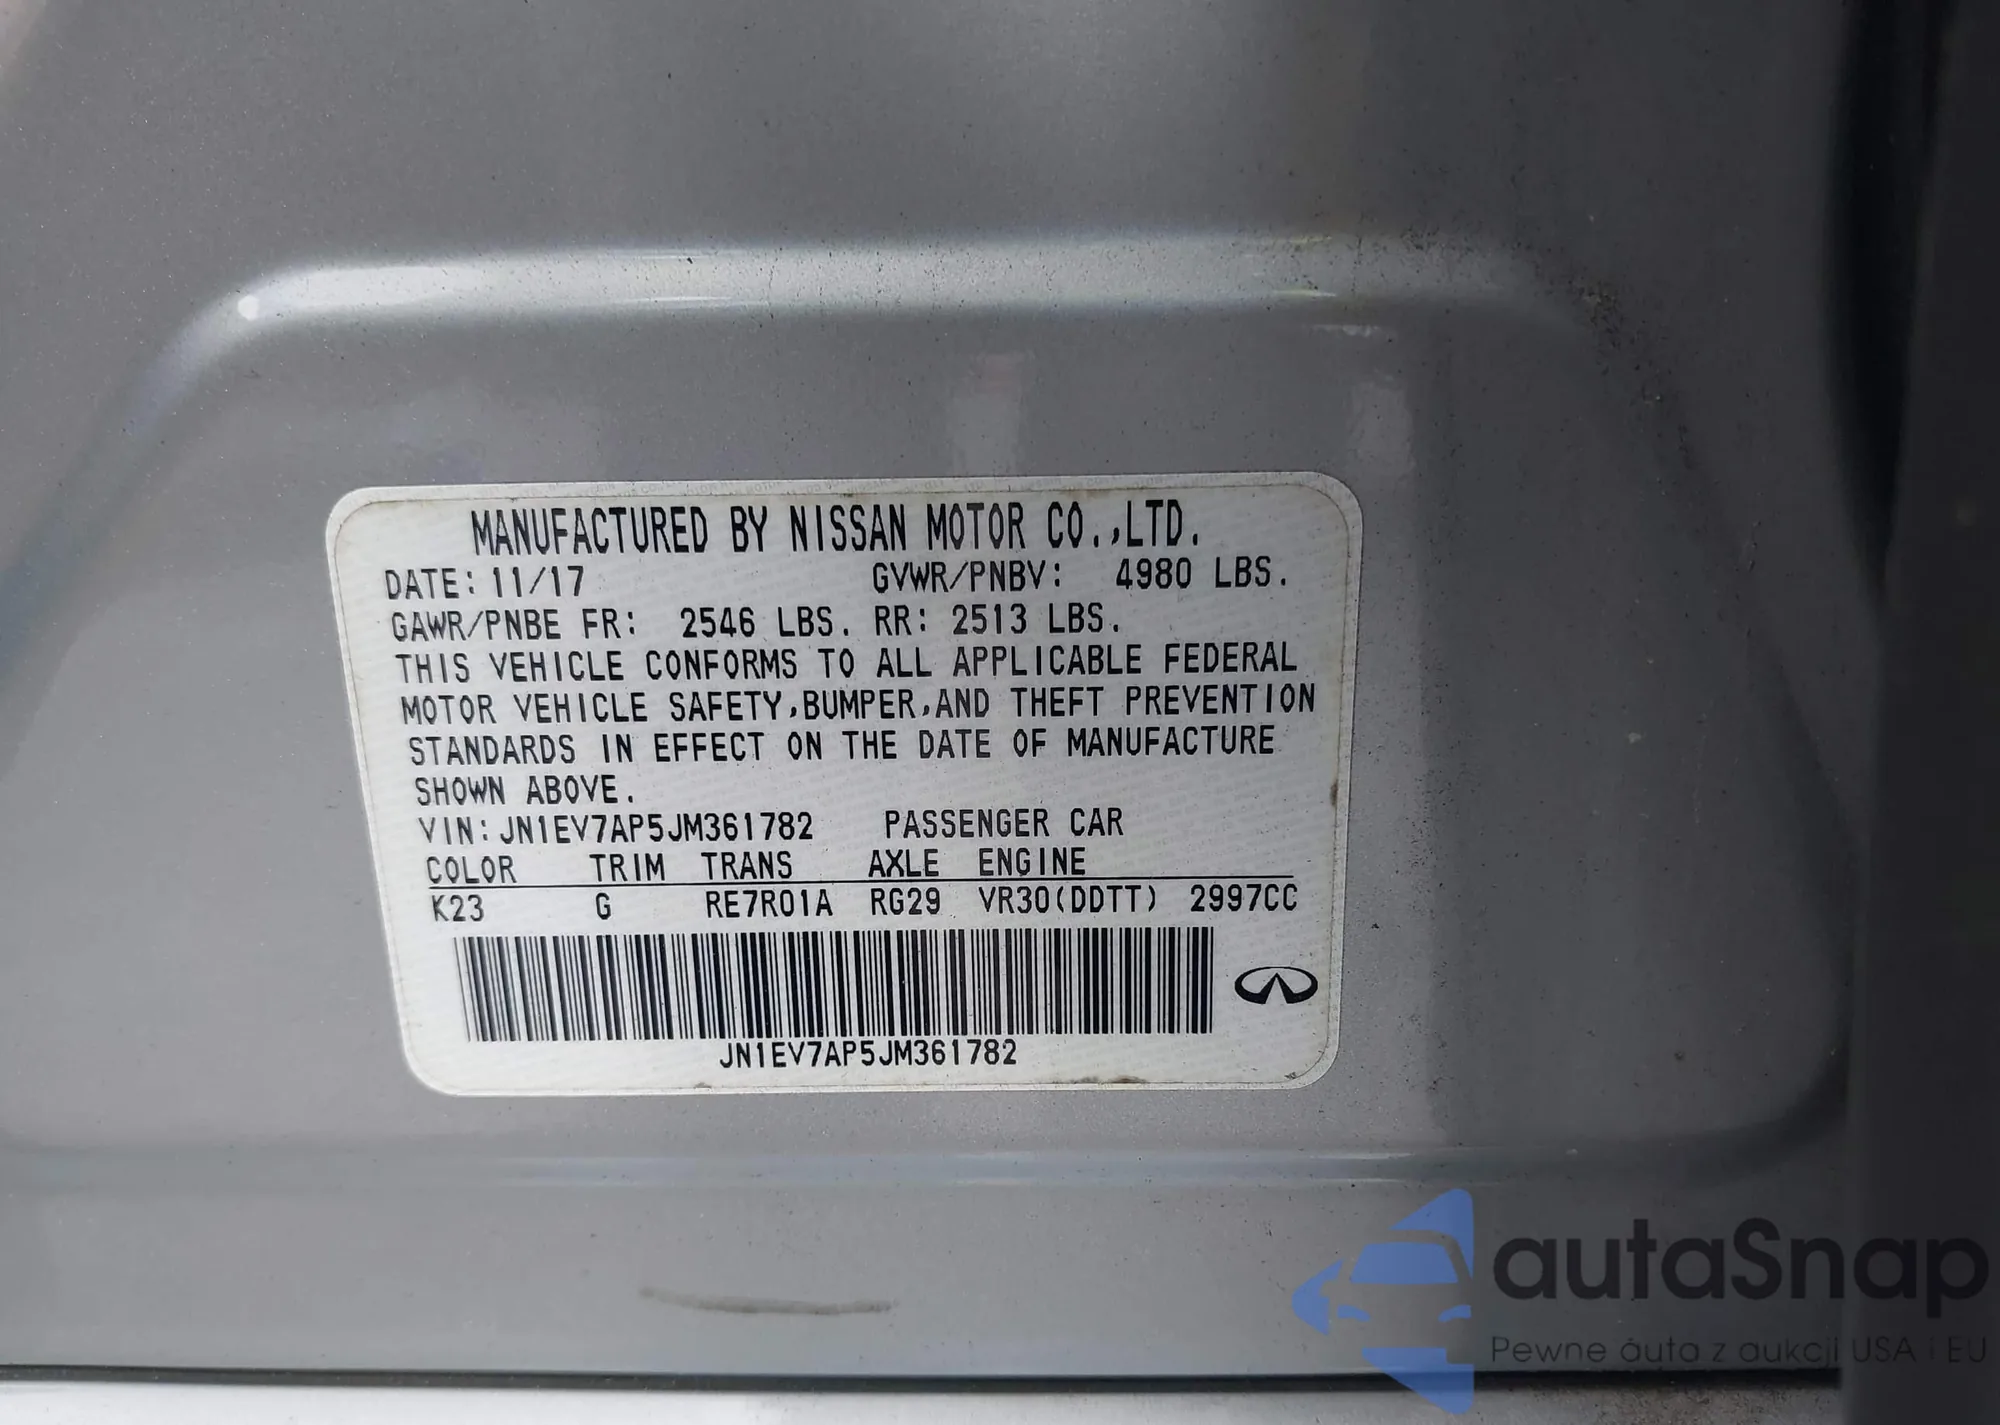 MANUFACTURED BY NISSAN MOTOR CO.,LTD.
DATE: 11/17 GVWR/PNBV: 4980 LBS.
GAWR/PNBE FR: 2546 LBS. RR: 2513 LBS.
THIS VEHICLE CONFORMS TO ALL APPLICABLE FEDERAL
MOTOR VEHICLE SAFETY,BUMPER,AND THEFT PREVENTION
STANDARDS IN EFFECT ON THE DATE OF MANUFACTURE
SHOWN ABOVE.
VIN: JN1EV7AP5JM361782 PASSENGER CAR
COLOR TRIM TRANS AXLE ENGINE
K23 G RE7R01A RG29 VR30(DDTT) 2997CC
JN1EV7AP5JM361782
autaSnap
Pewne auta z aukcji USA i EU